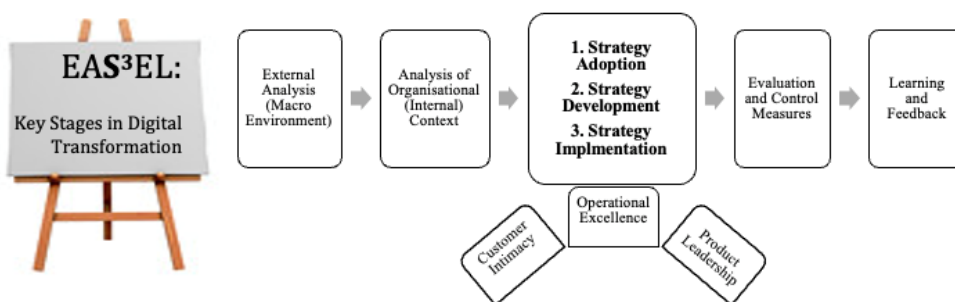 EAS³EL:
Key Stages in Digital
Transformation
External
Analysis
(Macro
Environment)
Analysis of
Organisational
(Internal)
Context
1. Strategy
Adoption
2. Strategy
Development
3. Strategy
Implmentation
Evaluation
and Control
Measures
Learning
and
Feedback
Customer
Intimacy
Operational
Excellence
Product
Leadership